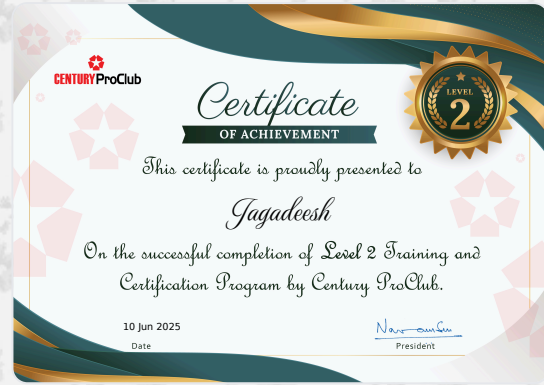 CENTURY ProClub
LEVEL
2
Certificate
OF ACHIEVEMENT
This certificate is proudly presented to
Jagadeesh
On the successful completion of Level 2 Training and
Certification Program by Century ProClub.
10 Jun 2025
Date
President